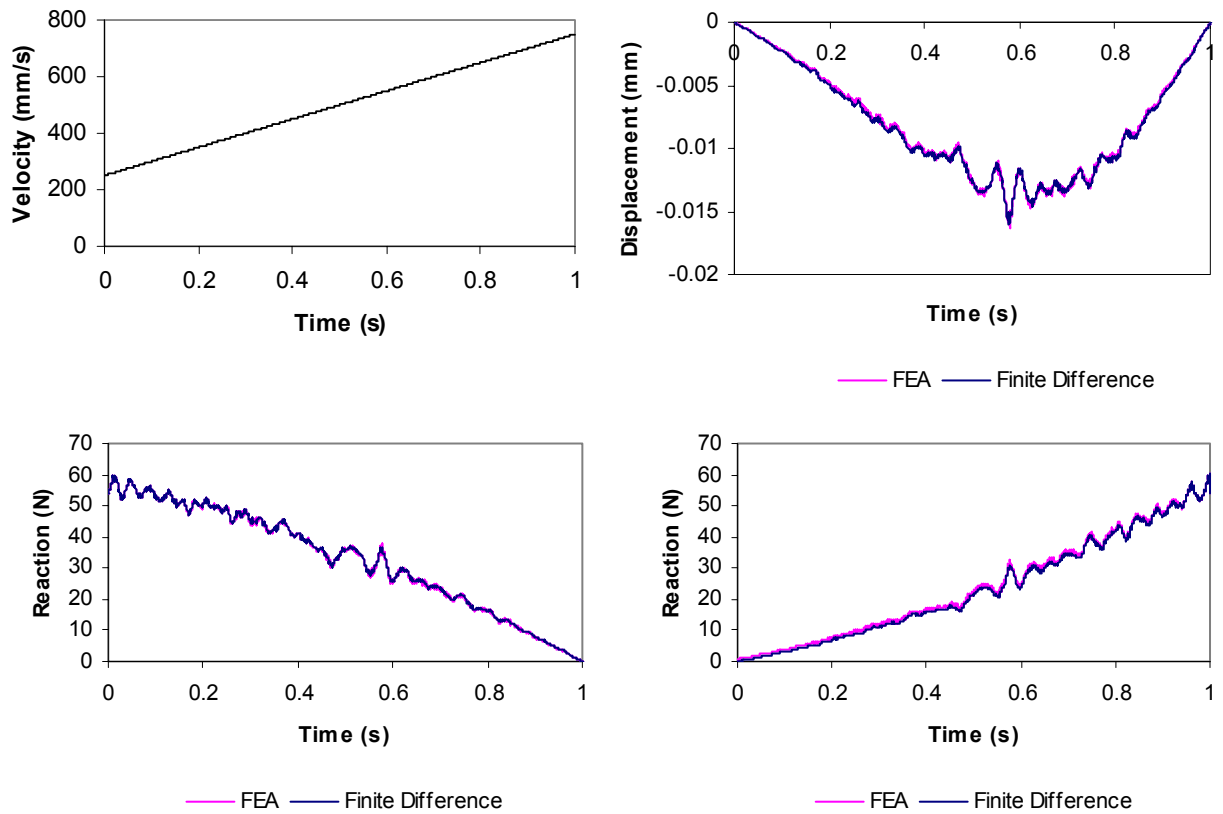 Velocity (mm/s)
800
600
400
200
0
0 0.2 0.4 0.6 0.8 1
Time (s)
Displacement (mm)
0
-0.005
-0.01
-0.015
-0.02
0 0.2 0.4 0.6 0.8 1
Time (s)
FEA Finite Difference
Reaction (N)
70
60
50
40
30
20
10
0
0 0.2 0.4 0.6 0.8 1
Time (s)
FEA Finite Difference
Reaction (N)
70
60
50
40
30
20
10
0
0 0.2 0.4 0.6 0.8 1
Time (s)
FEA Finite Difference